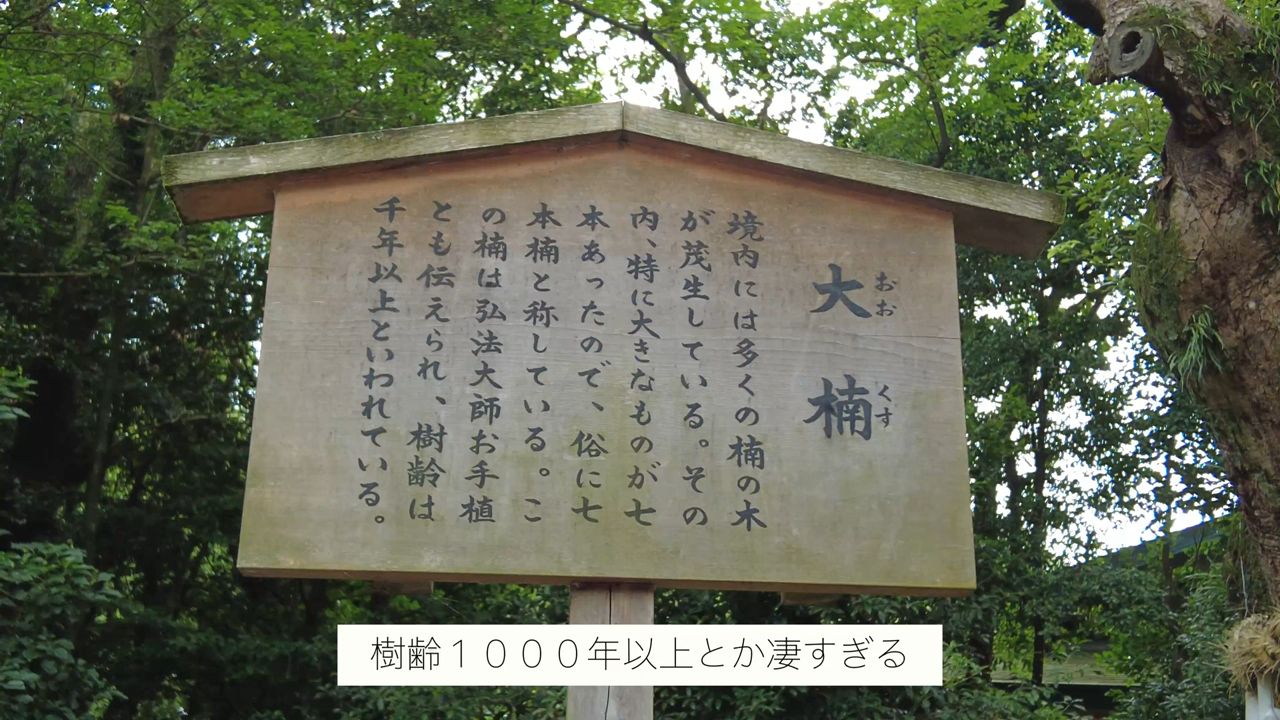 大楠
おお
くす
境内には多くの楠の木
が茂生している。その
内、特に大きなものが七
本あったので、俗に七
本楠と称している。こ
の楠は弘法大師お手植
とも伝えられ、樹齢は
千年以上といわれている。
樹齢１０００年以上とか凄すぎる